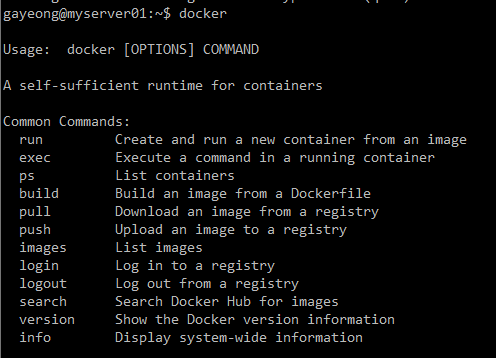 gayeong@myserver01:~$ docker
Usage:  docker [OPTIONS] COMMAND
A self-sufficient runtime for containers
Common Commands:
  run         Create and run a new container from an image
  exec        Execute a command in a running container
  ps          List containers
  build       Build an image from a Dockerfile
  pull        Download an image from a registry
  push        Upload an image to a registry
  images      List images
  login       Log in to a registry
  logout      Log out from a registry
  search      Search Docker Hub for images
  version     Show the Docker version information
  info        Display system-wide information